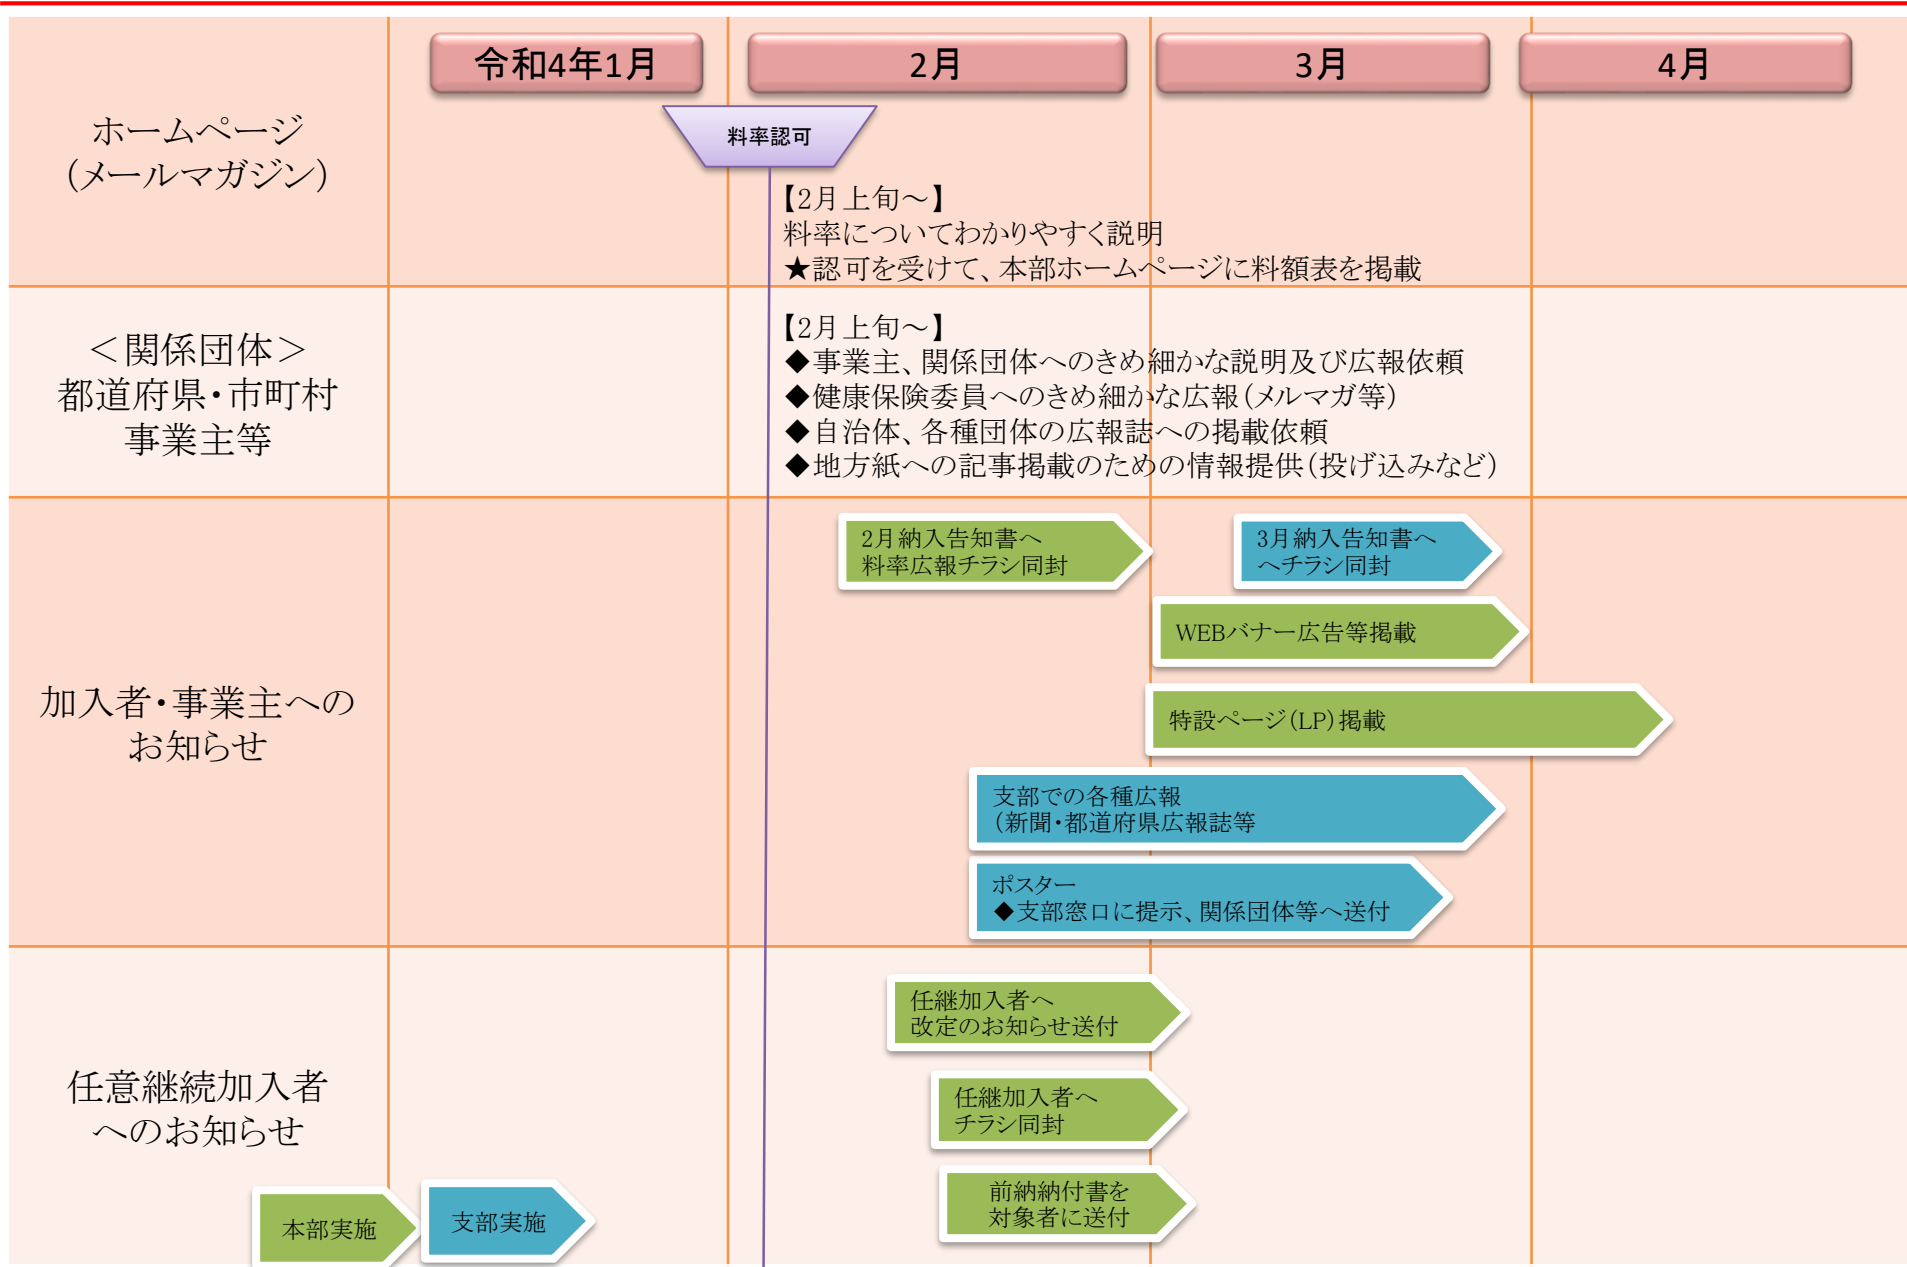 令和4年1月
2月
3月
4月
ホームページ
(メールマガジン)
料率認可
【2月上旬～】
料率についてわかりやすく説明
★認可を受けて、本部ホームページに料額表を掲載
＜関係団体＞
都道府県・市町村
事業主等
【2月上旬～】
◆事業主、関係団体へのきめ細かな説明及び広報依頼
◆健康保険委員へのきめ細かな広報(メルマガ等)
◆自治体、各種団体の広報誌への掲載依頼
◆地方紙への記事掲載のための情報提供(投げ込みなど)
加入者・事業主への
お知らせ
2月納入告知書へ
料率広報チラシ同封
3月納入告知書へ
へチラシ同封
WEBバナー広告等掲載
特設ページ(LP)掲載
支部での各種広報
(新聞・都道府県広報誌等
ポスター
◆支部窓口に提示、関係団体等へ送付
任意継続加入者
へのお知らせ
任継加入者へ
改定のお知らせ送付
任継加入者へ
チラシ同封
前納納付書を
対象者に送付
本部実施
支部実施